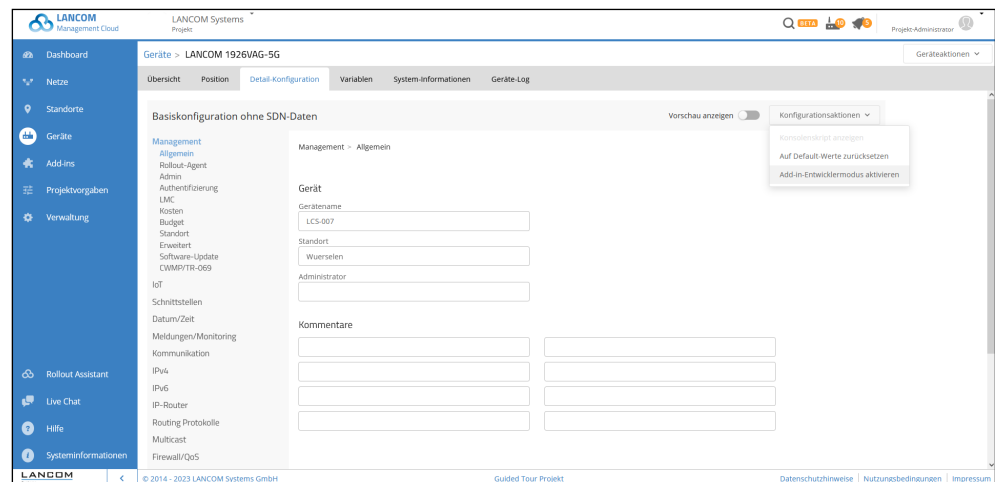 LANCOM
Management Cloud
LANCOM Systems
Projekt
BETA
Projekt-Administrator
Dashboard
Netze
Standorte
Geräte
Add-ins
Projektvorgaben
Verwaltung
Rollout Assistant
Live Chat
Hilfe
Systeminformationen
LANCOM
Geräte > LANCOM 1926VAG-5G
Geräteaktionen
Übersicht Position Detail-Konfiguration Variablen System-Informationen Geräte-Log
Basiskonfiguration ohne SDN-Daten
Vorschau anzeigen
Konfigurationsaktionen
Konsolenskript anzeigen
Auf Default-Werte zurücksetzen
Add-in-Entwicklermodus aktivieren
Management
Allgemein
Rollout-Agent
Admin
Authentifizierung
LMC
Kosten
Budget
Standort
Erweitert
Software-Update
CWMP/TR-069
IoT
Schnittstellen
Datum/Zeit
Meldungen/Monitoring
Kommunikation
IPv4
IPv6
IP-Router
Routing Protokolle
Multicast
Firewall/QoS
Management > Allgemein
Gerät
Gerätename
LCS-007
Standort
Wuerselen
Administrator
Kommentare
© 2014 - 2023 LANCOM Systems GmbH
Guided Tour Projekt
Datenschutzhinweise | Nutzungsbedingungen | Impressum